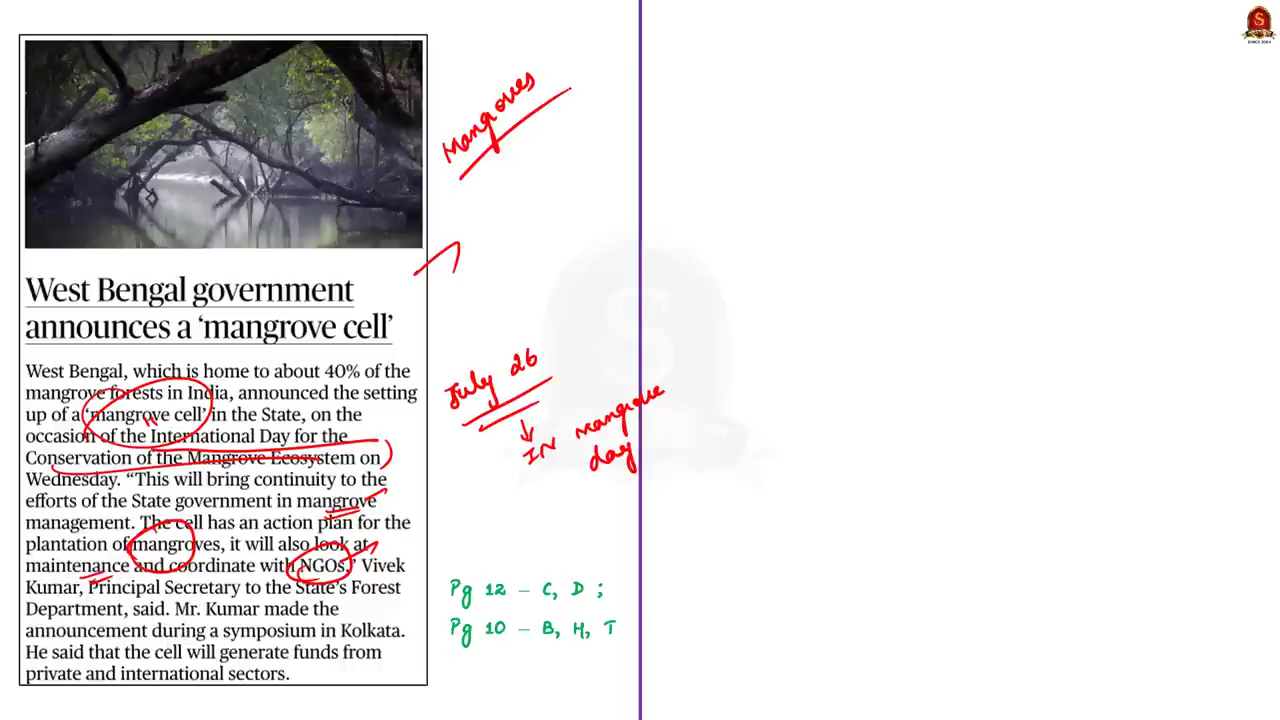 West Bengal government
announces a ‘mangrove cell’
West Bengal, which is home to about 40% of the
mangrove forests in India, announced the setting
up of a ‘mangrove cell’ in the State, on the
occasion of the International Day for the
Conservation of the Mangrove Ecosystem on
Wednesday. “This will bring continuity to the
efforts of the State government in mangrove
management. The cell has an action plan for the
plantation of mangroves, it will also look at
maintenance and coordinate with NGOs,” Vivek
Kumar, Principal Secretary to the State’s Forest
Department, said. Mr. Kumar made the
announcement during a symposium in Kolkata.
He said that the cell will generate funds from
private and international sectors.
Mangroves
July 26
IN mangrove
day
Pg 12 – C, D ;
Pg 10 – B, H, T
S
SINCE 2004
S